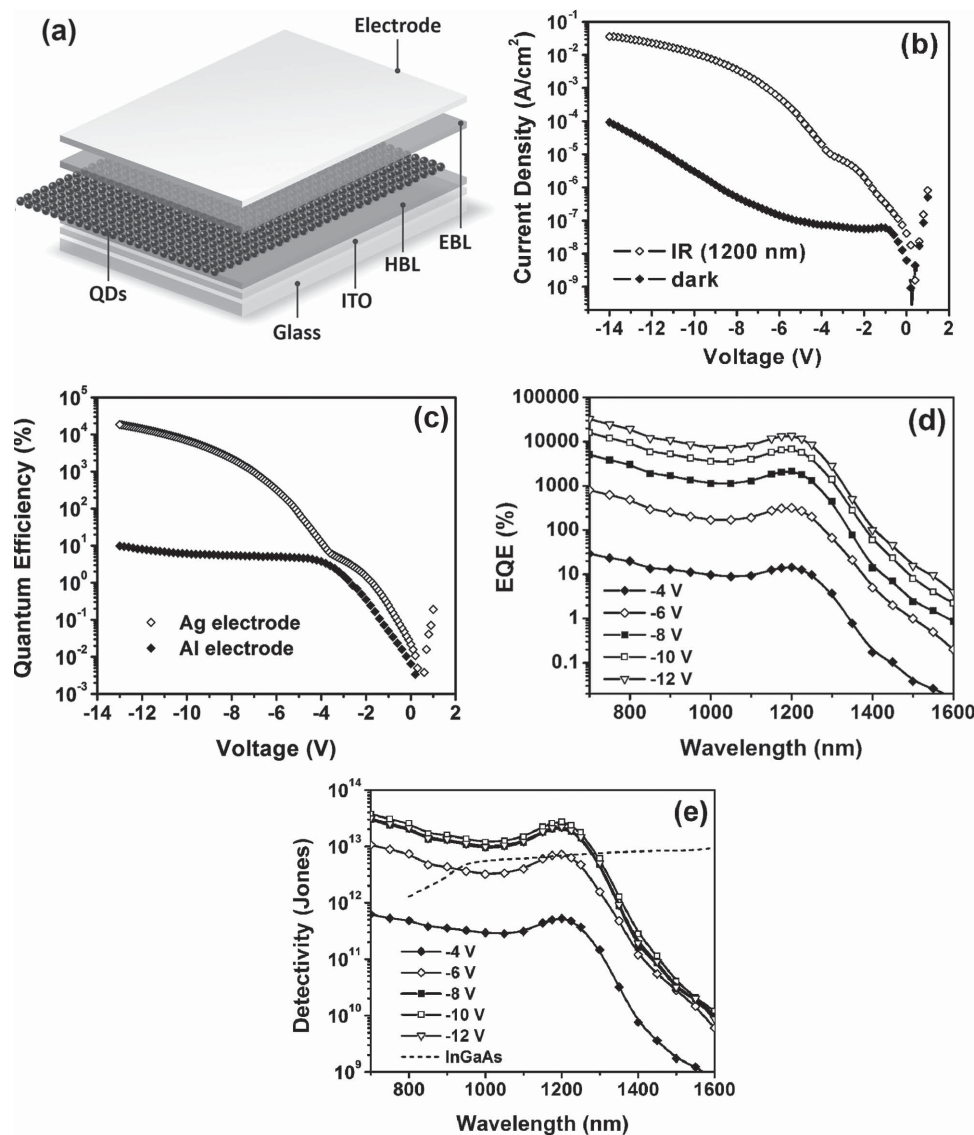 (a)
Electrode
EBL
HBL
ITO
Glass
QDs
(b)
Current Density (A/cm²)
10⁻¹
10⁻²
10⁻³
10⁻⁴
10⁻⁵
10⁻⁶
10⁻⁷
10⁻⁸
10⁻⁹
IR (1200 nm)
dark
-14 -12 -10 -8 -6 -4 -2 0 2
Voltage (V)
(c)
Quantum Efficiency (%)
10⁵
10⁴
10³
10²
10¹
10⁰
10⁻¹
10⁻²
10⁻³
Ag electrode
Al electrode
-14 -12 -10 -8 -6 -4 -2 0 2
Voltage (V)
(d)
EQE (%)
100000
10000
1000
100
10
1
0.1
-4 V
-6 V
-8 V
-10 V
-12 V
800 1000 1200 1400 1600
Wavelength (nm)
(e)
Detectivity (Jones)
10¹⁴
10¹³
10¹²
10¹¹
10¹⁰
10⁹
-4 V
-6 V
-8 V
-10 V
-12 V
InGaAs
800 1000 1200 1400 1600
Wavelength (nm)